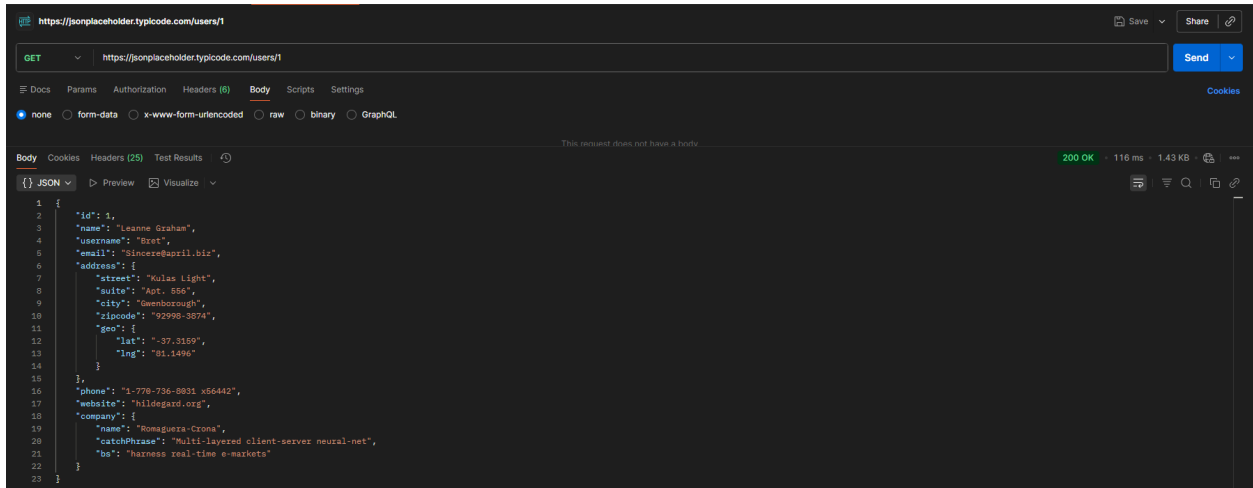 https://jsonplaceholder.typicode.com/users/1 Save Share
GET https://jsonplaceholder.typicode.com/users/1 Send
Docs Params Authorization Headers (6) Body Scripts Settings Cookies
none form-data x-www-form-urlencoded raw binary GraphQL
This request does not have a body
Body Cookies Headers (25) Test Results 200 OK • 116 ms • 1.43 KB
{} JSON Preview Visualize
1 {
2 "id": 1,
3 "name": "Leanne Graham",
4 "username": "Bret",
5 "email": "Sincere@april.biz",
6 "address": {
7 "street": "Kulas Light",
8 "suite": "Apt. 556",
9 "city": "Gwenborough",
10 "zipcode": "92998-3874",
11 "geo": {
12 "lat": "-37.3159",
13 "lng": "81.1496"
14 }
15 },
16 "phone": "1-770-736-8031 x56442",
17 "website": "hildegard.org",
18 "company": {
19 "name": "Romaguera-Crona",
20 "catchPhrase": "Multi-layered client-server neural-net",
21 "bs": "harness real-time e-markets"
22 }
23 }